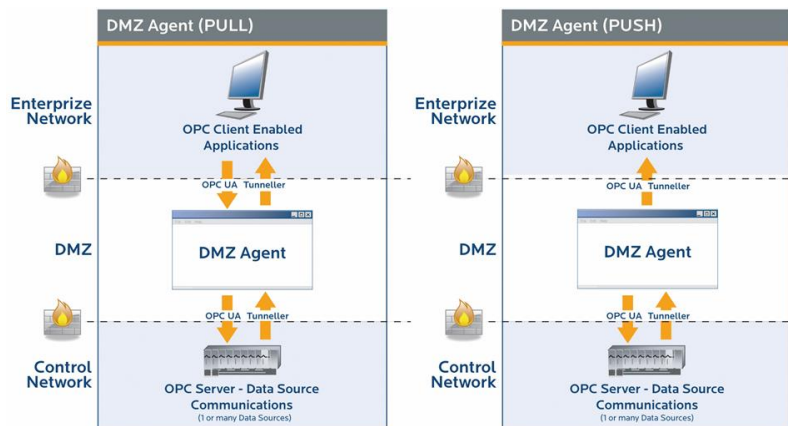 DMZ Agent (PULL)
Enterprize
Network
OPC Client Enabled
Applications
OPC UA Tunneller
DMZ
DMZ Agent
OPC UA Tunneller
Control
Network
OPC Server - Data Source
Communications
(1 or many Data Sources)
DMZ Agent (PUSH)
Enterprize
Network
OPC Client Enabled
Applications
OPC UA Tunneller
DMZ
DMZ Agent
OPC UA Tunneller
Control
Network
OPC Server - Data Source
Communications
(1 or many Data Sources)